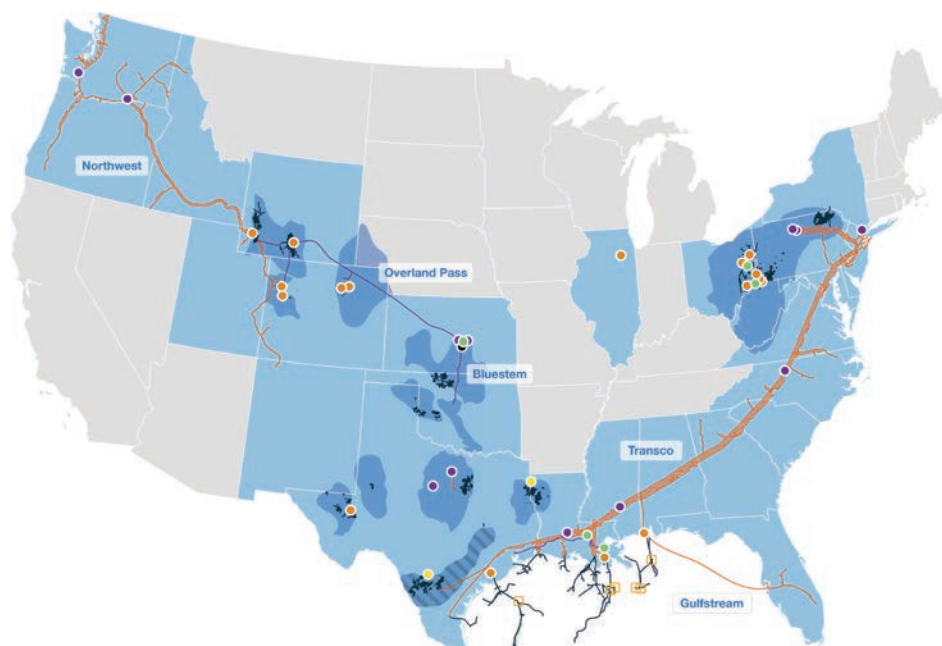 Northwest
Overland Pass
Bluestem
Transco
Gulfstream